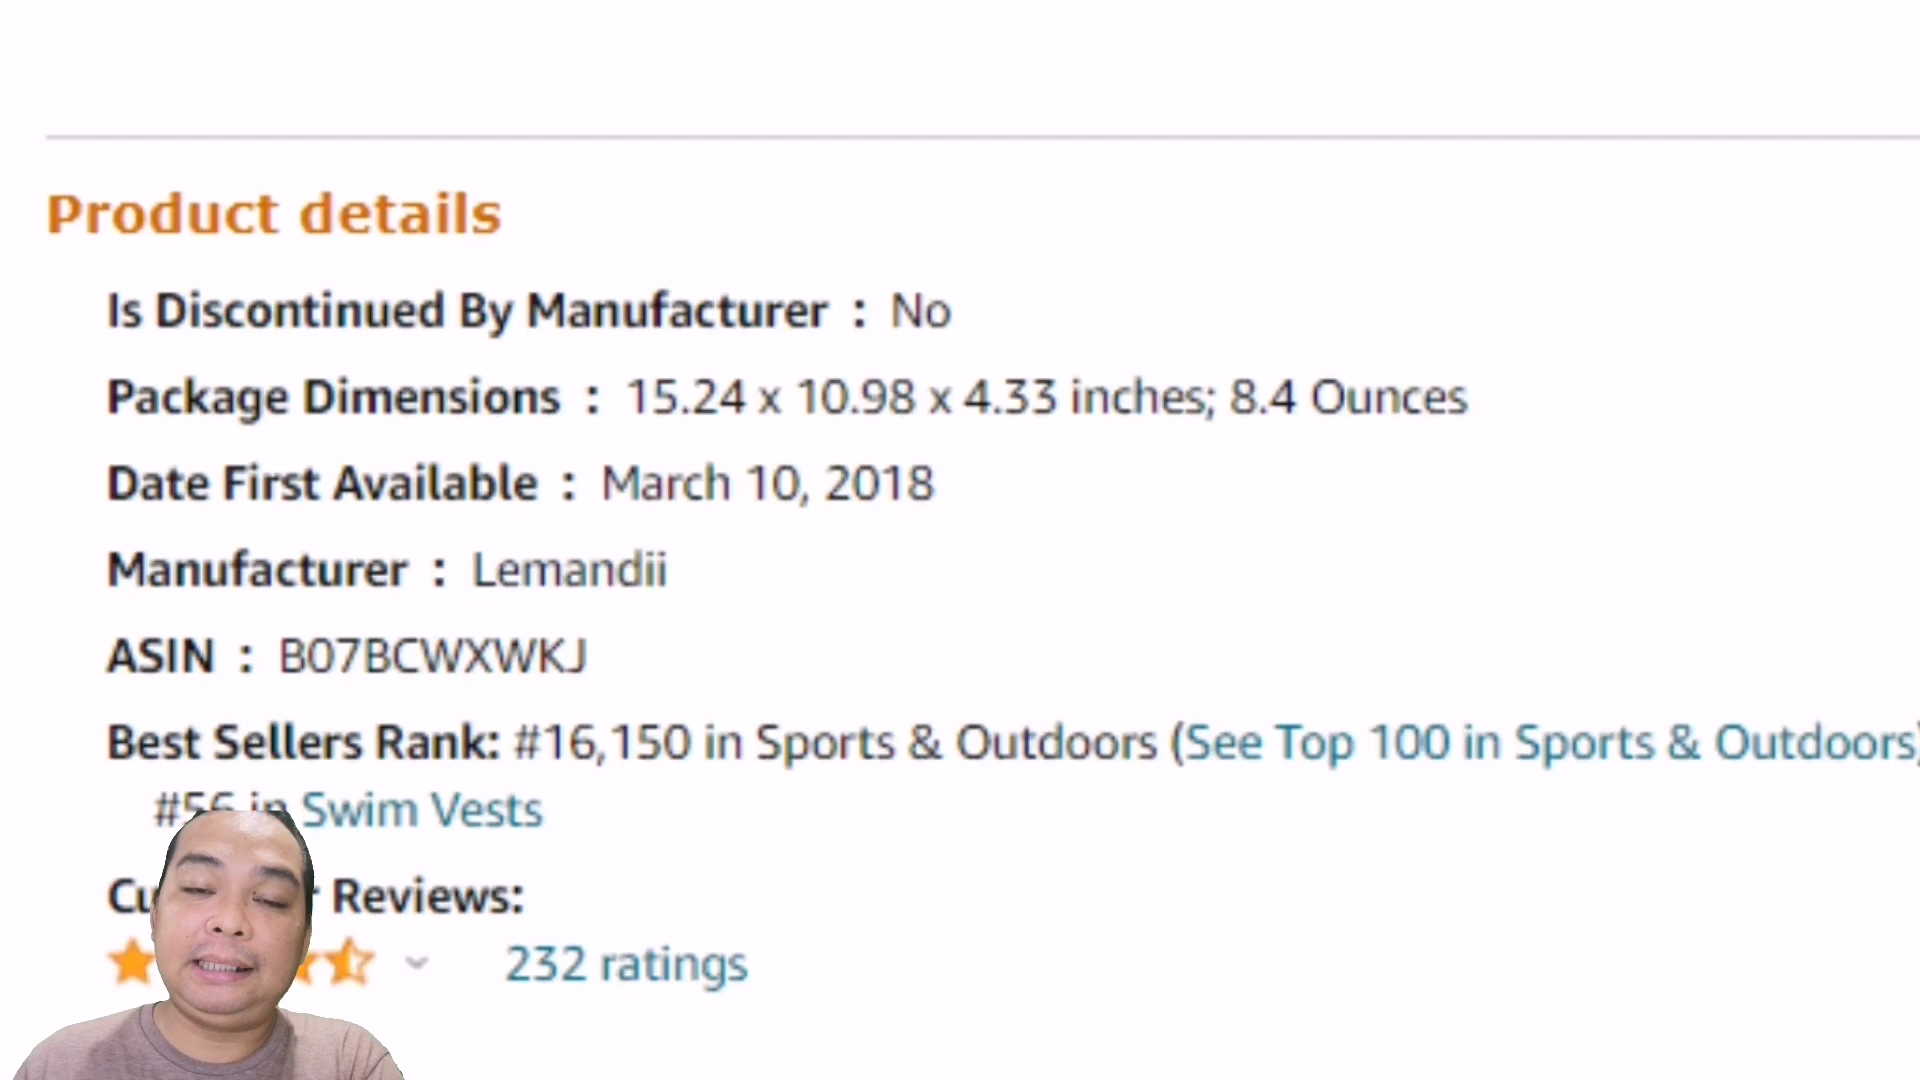 Product details
Is Discontinued By Manufacturer : No
Package Dimensions : 15.24 x 10.98 x 4.33 inches; 8.4 Ounces
Date First Available : March 10, 2018
Manufacturer : Lemandii
ASIN : B07BCWXWKJ
Best Sellers Rank: #16,150 in Sports & Outdoors (See Top 100 in Sports & Outdoors)
#56 in Swim Vests
Reviews:
232 ratings